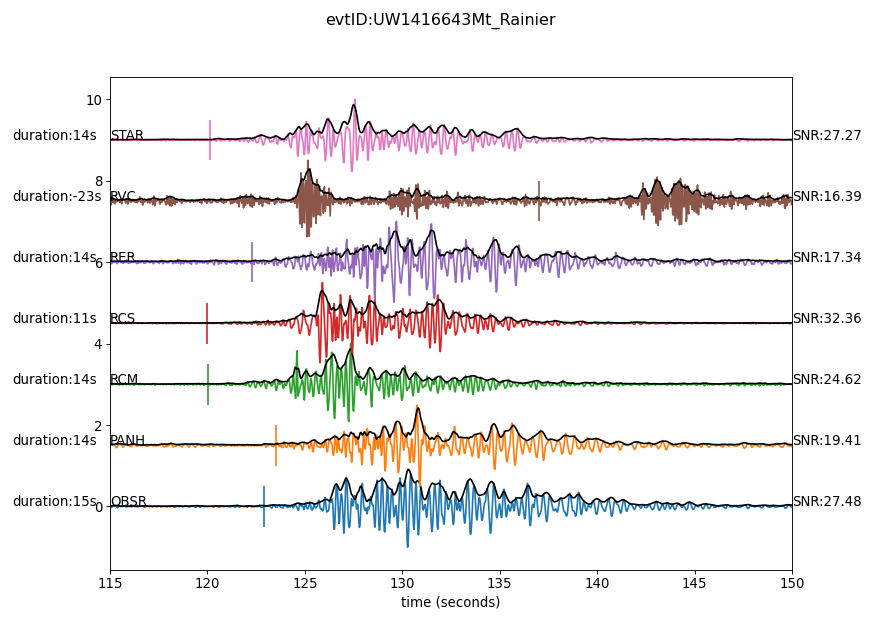 evtID:UW1416643Mt_Rainier
10
duration:14s STAR SNR:27.27
8
duration:-23s RVC SNR:16.39
duration:14s RER SNR:17.34
6
duration:11s RCS SNR:32.36
4
duration:14s RCM SNR:24.62
2
duration:14s PANH SNR:19.41
duration:15s OBSR SNR:27.48
0
115 120 125 130 135 140 145 150
time (seconds)